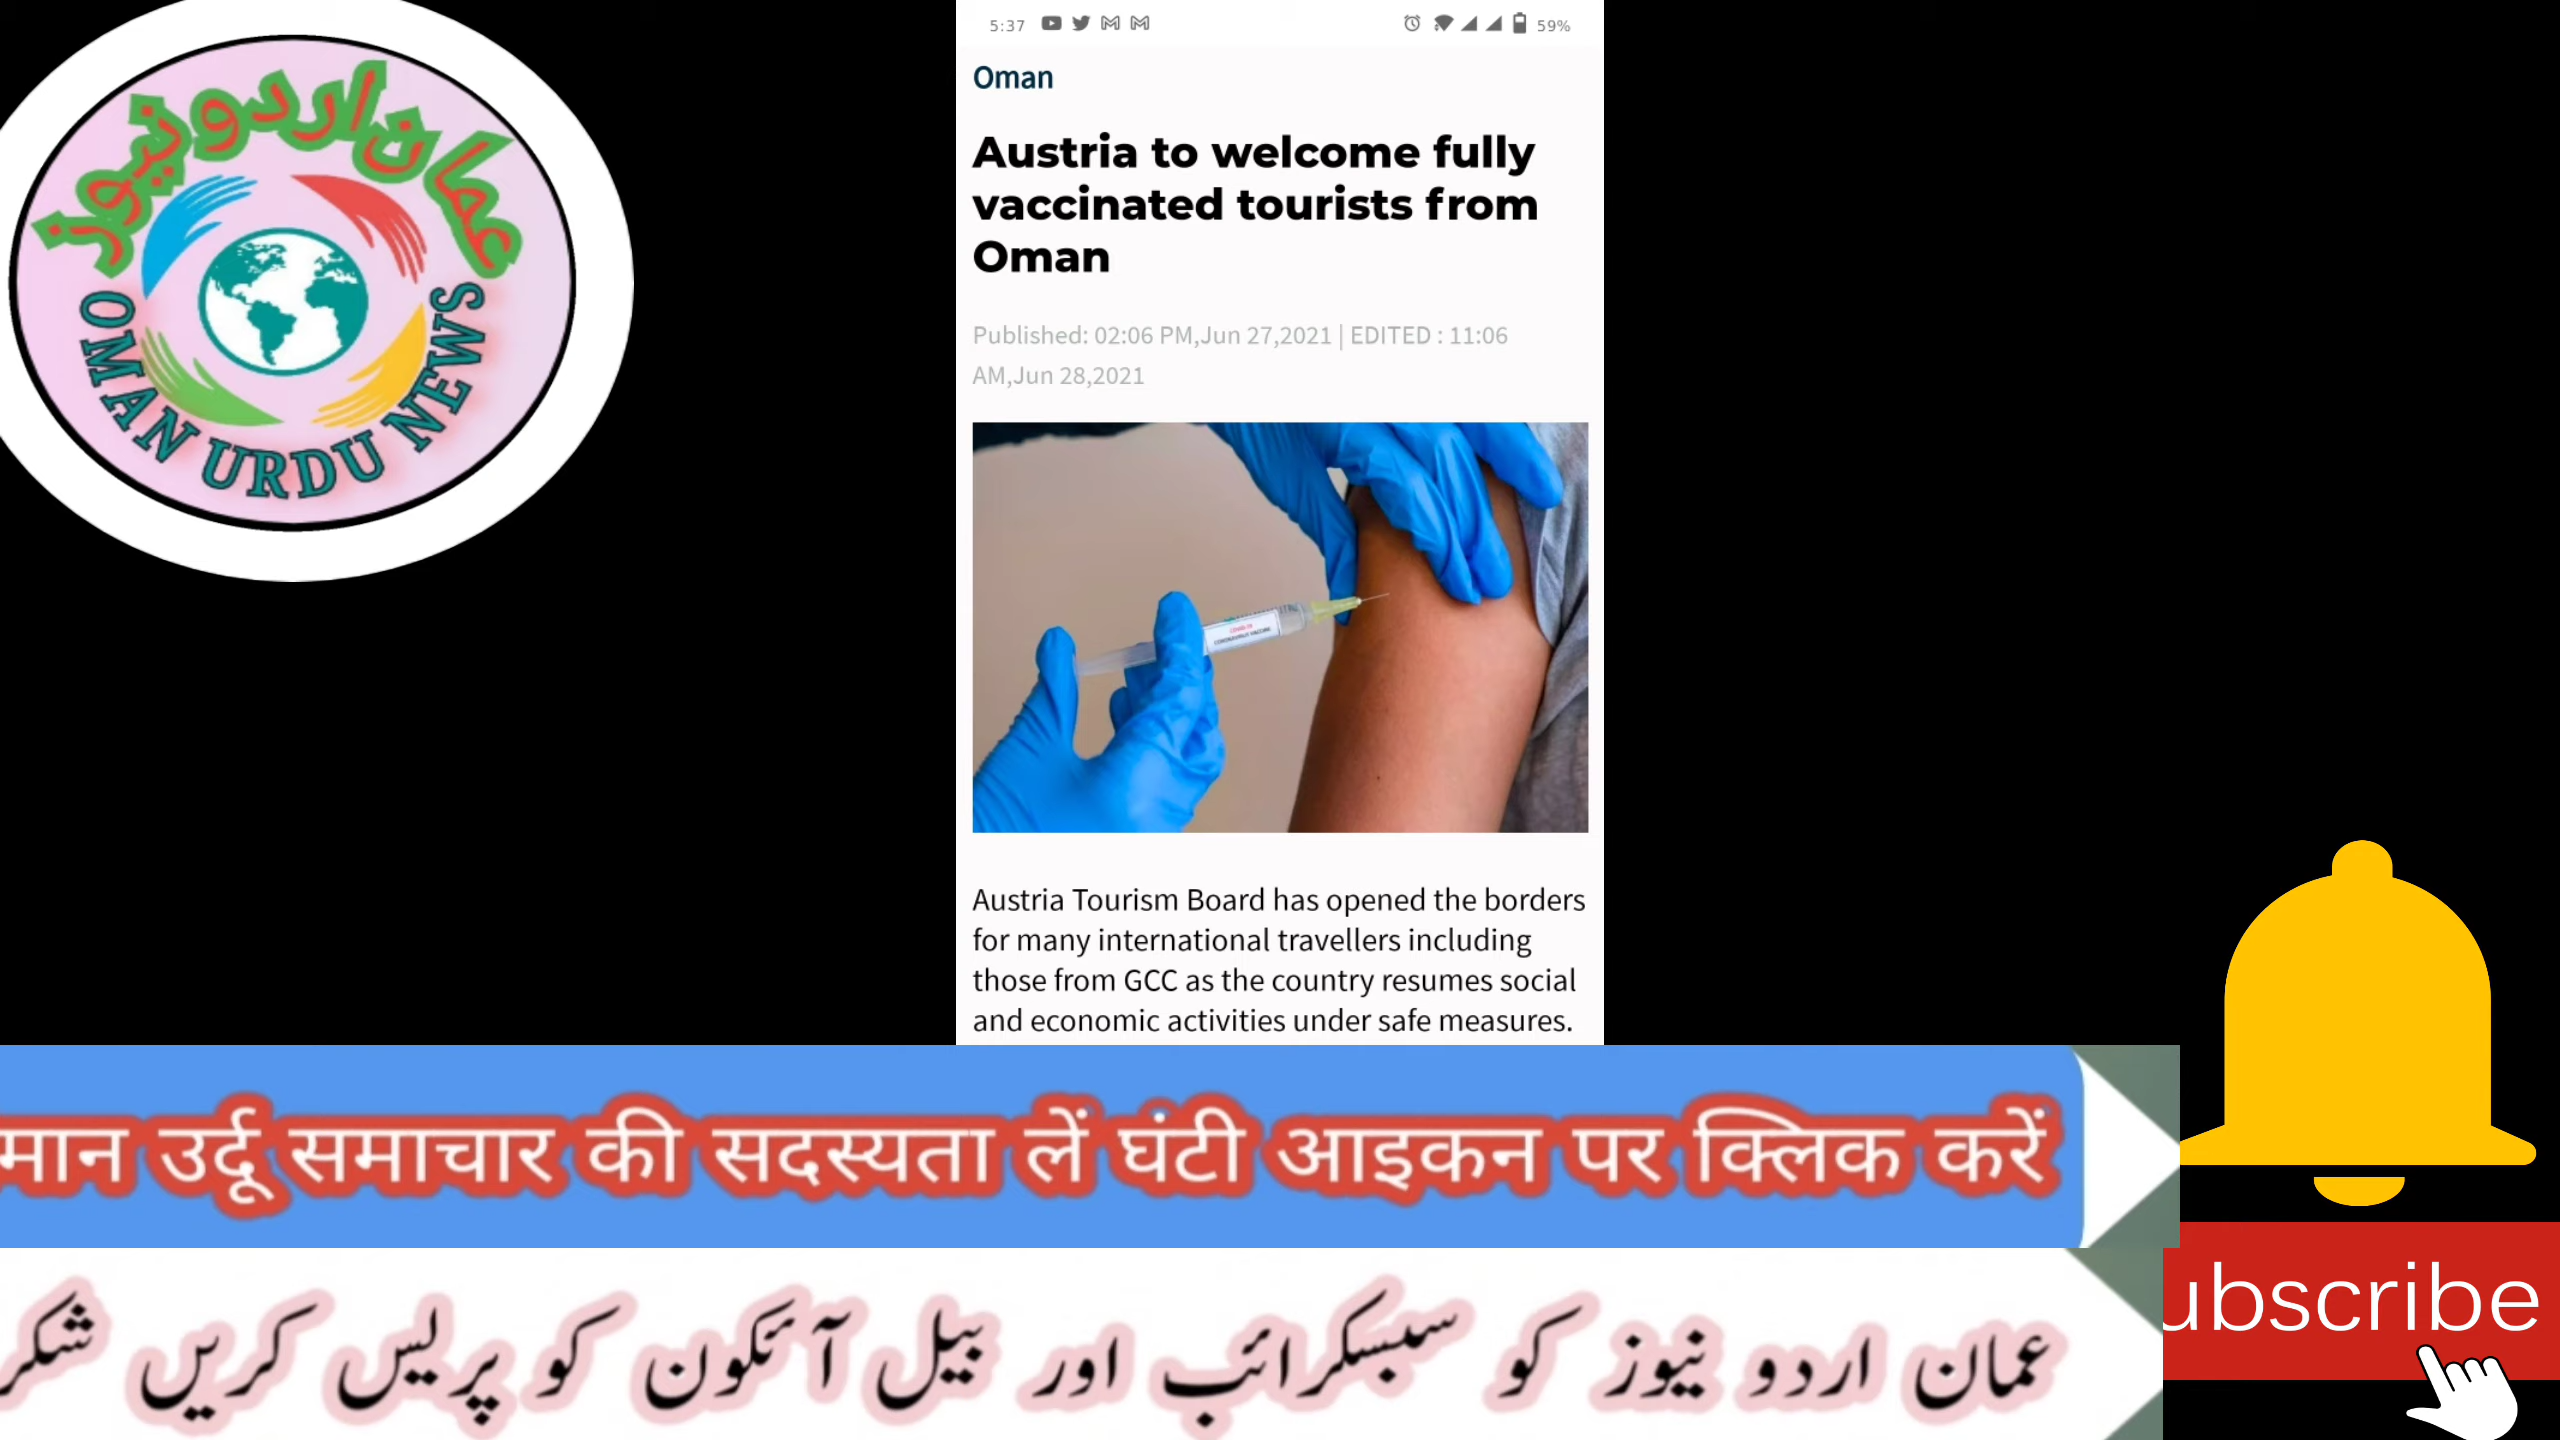 عمان اردو نیوز
OMAN URDU NEWS
5:37
59%
Oman
Austria to welcome fully
vaccinated tourists from
Oman
Published: 02:06 PM,Jun 27,2021 | EDITED : 11:06
AM,Jun 28,2021
COVID-19
CORONAVIRUS VACCINE
Austria Tourism Board has opened the borders
for many international travellers including
those from GCC as the country resumes social
and economic activities under safe measures.
मान उर्दू समाचार की सदस्यता लें घंटी आइकन पर क्लिक करें
عمان اردو نیوز کو سبسکرائب اور بیل آئکون کو پریس کریں شکر
ubscribe